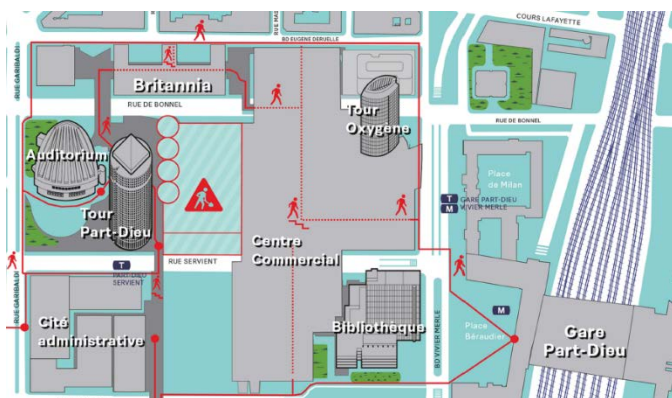 COURS LAFAYETTE
BD EUGÈNE DERUELLE
RUE GARIBALDI
Britannia
RUE DE BONNEL
Tour
Oxygène
RUE DE BONNEL
Auditorium
Place
de Milan
Tour
Part-Dieu
T GARE PART-DIEU
M VIVIER MERLE
Centre
Commercial
RUE SERVIENT
T
SERVIENT
RUE GARIBALDI
Cité
administrative
Bibliothèque
BD VIVIER MERLE
M
Place
Béraudier
Gare
Part-Dieu